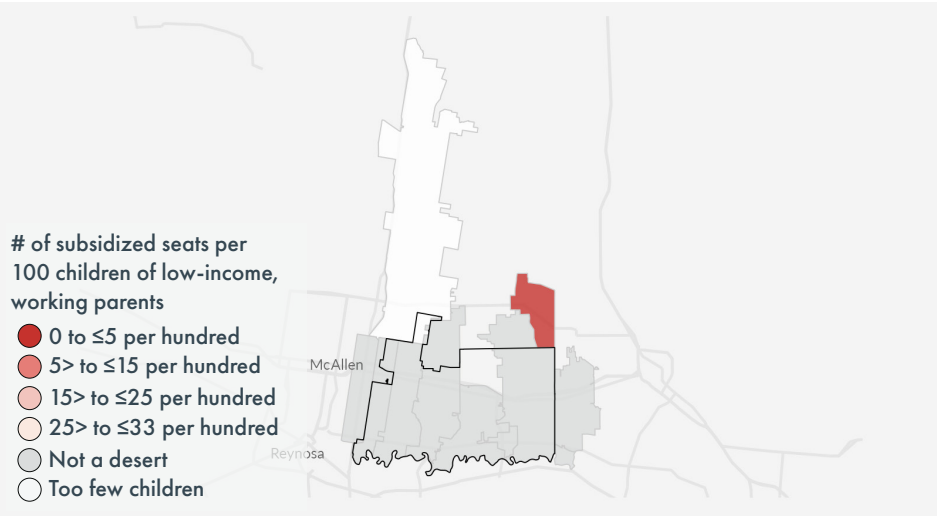 # of subsidized seats per
100 children of low-income,
working parents
0 to ≤5 per hundred
5> to ≤15 per hundred
15> to ≤25 per hundred
25> to ≤33 per hundred
Not a desert
Too few children
McAllen
Reynosa